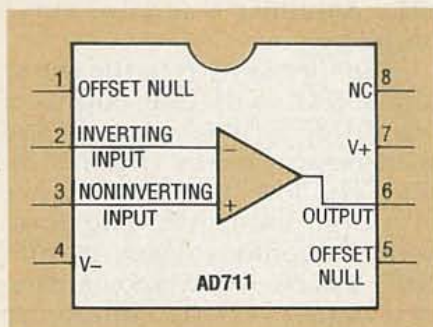 1 OFFSET NULL
NC 8
2 INVERTING
INPUT
7
V+
3 NONINVERTING
INPUT
6
OUTPUT
4 V-
OFFSET 5
NULL
AD711